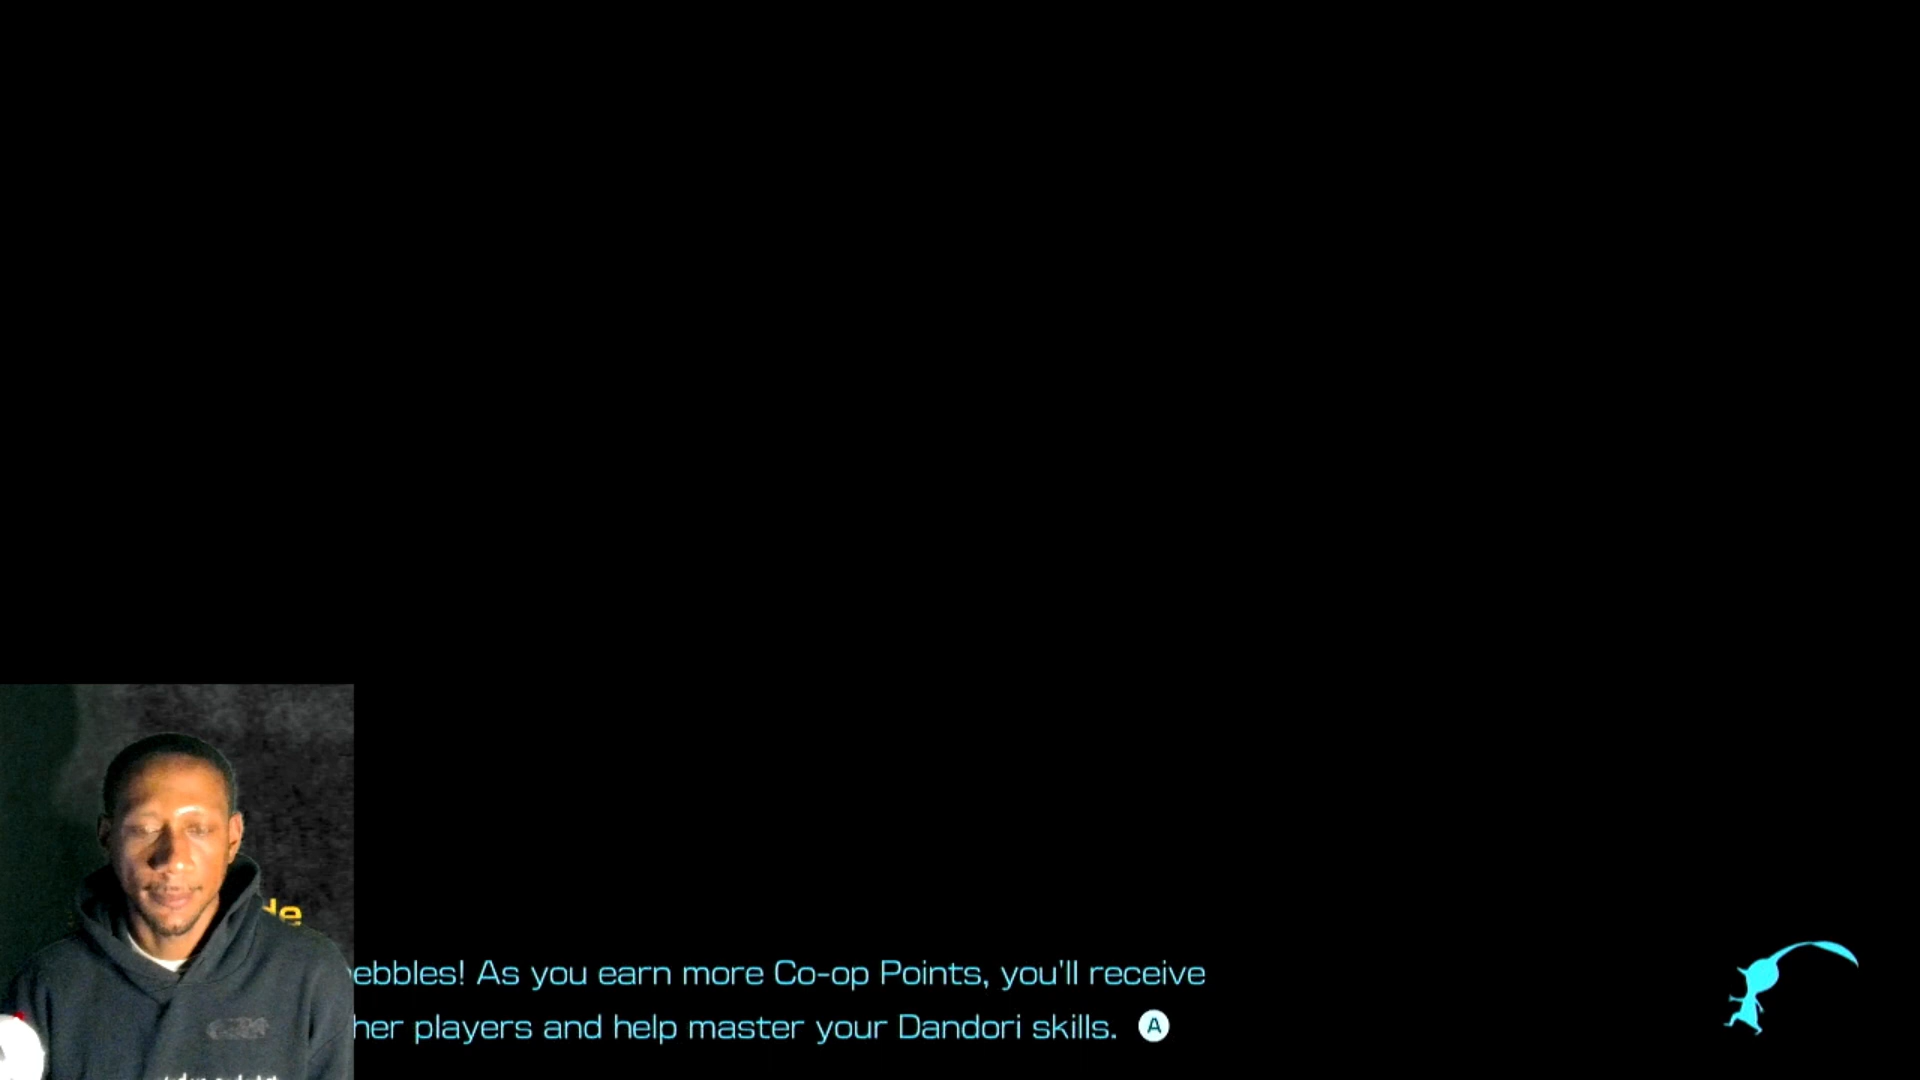 de
ebbles! As you earn more Co-op Points, you'll receive
her players and help master your Dandori skills. A